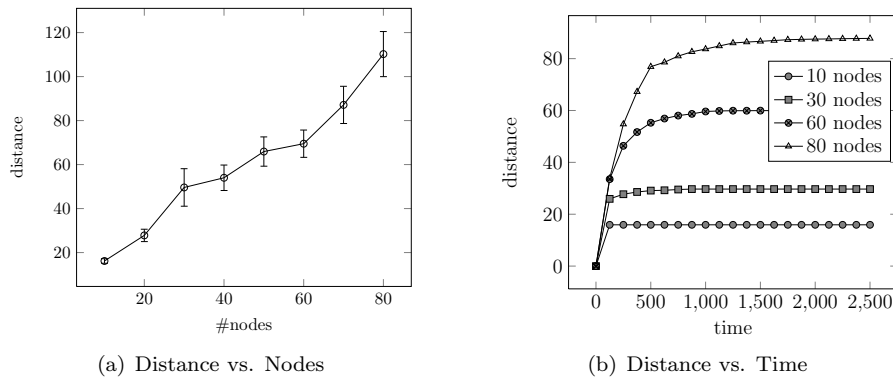 120
100
80
60
40
20
distance
20
40
60
80
#nodes
(a) Distance vs. Nodes
80
60
40
20
0
distance
10 nodes
30 nodes
60 nodes
80 nodes
0
500
1,000
1,500
2,000
2,500
time
(b) Distance vs. Time